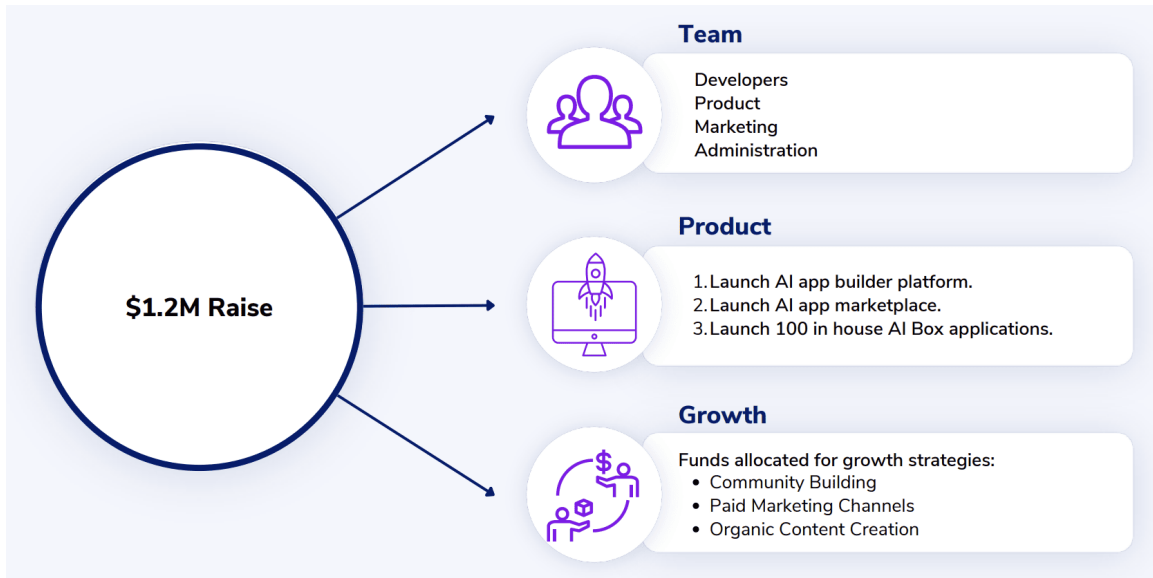 $1.2M Raise
Team
Developers
Product
Marketing
Administration
Product
1.Launch AI app builder platform.
2.Launch AI app marketplace.
3.Launch 100 in house AI Box applications.
Growth
Funds allocated for growth strategies:
• Community Building
• Paid Marketing Channels
• Organic Content Creation
$